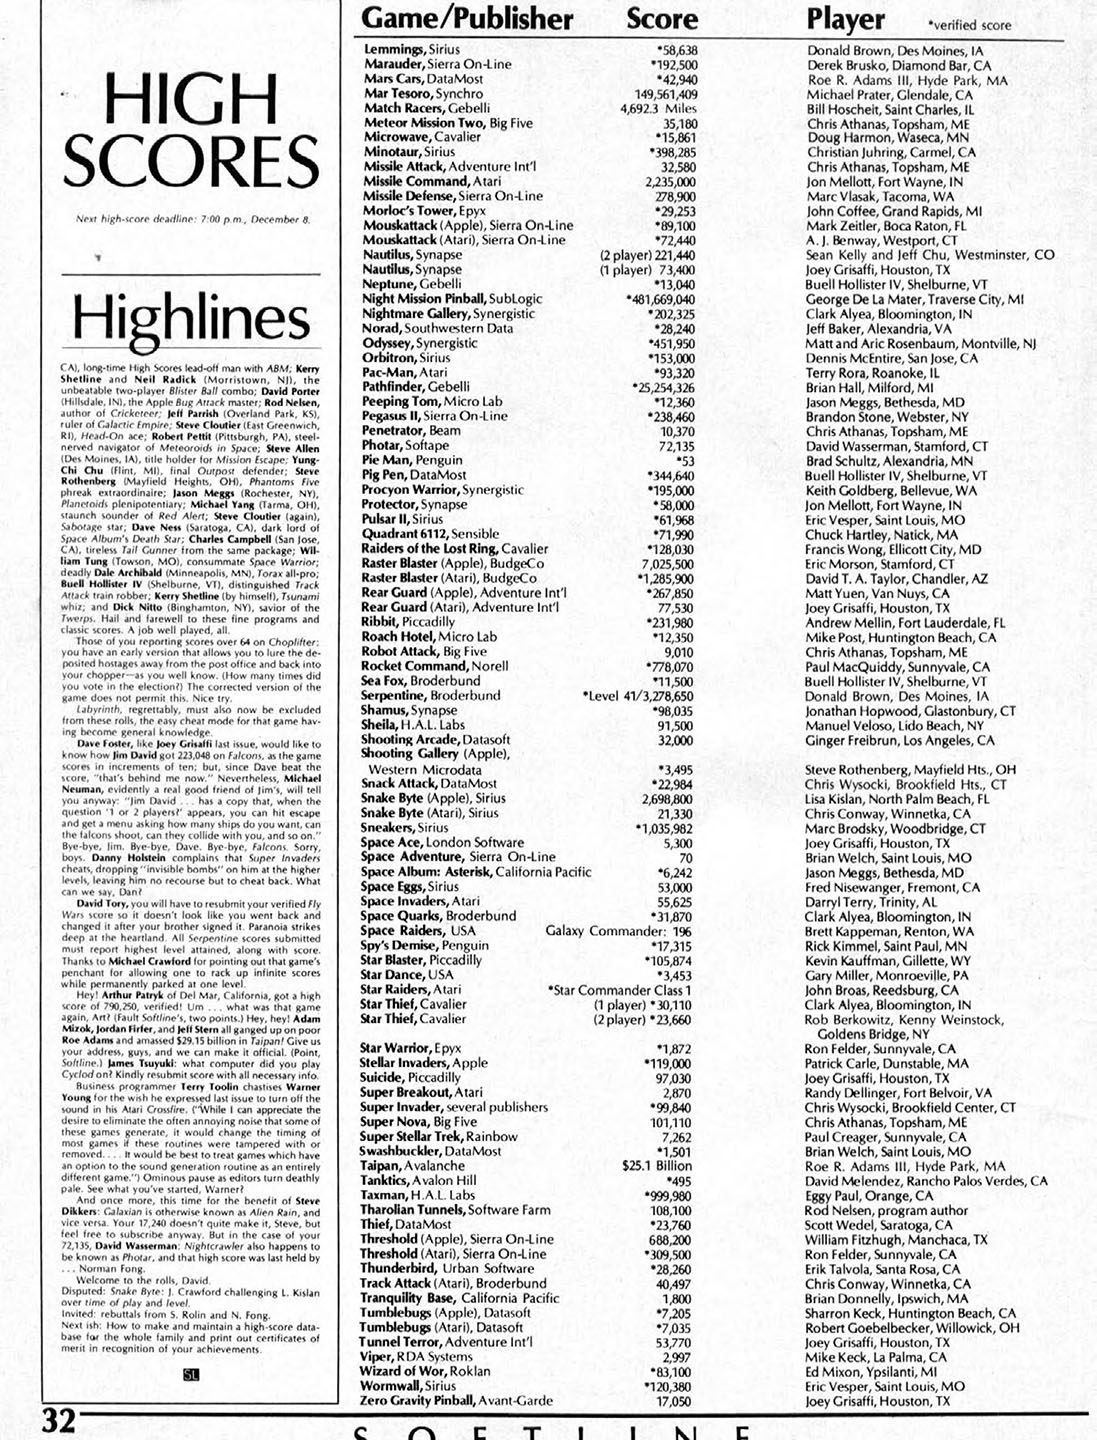 HIGH
SCORES
Next high-score deadline: 7:00 p.m., December 8.
Highlines
CA), long-time High Scores lead-off man with ABM; Kerry
Shetline and Neil Radick (Morristown, NJ), the
unbeatable two-player Blister Ball combo; David Porter
(Hillsdale, IN), the Apple Bug Attack master; Rod Nelsen,
author of Cricketeer; Jeff Parrish (Overland Park, KS),
ruler of Galactic Empire; Steve Cloutier (East Greenwich,
RI), Head-On ace; Robert Pettit (Pittsburgh, PA), steel-
nerved navigator of Meteoroids in Space; Steve Allen
(Des Moines, IA), title holder for Mission Escape; Yung-
Chi Chu (Flint, MI), final Outpost defender; Steve
Rothenberg (Mayfield Heights, OH), Phantoms Five
phreak extraordinaire; Jason Meggs (Rochester, NY),
Planetoids plenipotentiary; Michael Yang (Tarma, OH),
staunch sounder of Red Alert; Steve Cloutier (again),
Sabotage star; Dave Ness (Saratoga, CA), dark lord of
Space Album's Death Star; Charles Campbell (San Jose,
CA), tireless Tail Gunner from the same package; Wil-
liam Tung (Towson, MO), consummate Space Warrior;
deadly Dale Archibald (Minneapolis, MN), Torax all-pro;
Buell Hollister IV (Shelburne, VT), distinguished Track
Attack train robber; Kerry Shetline (by himself), Tsunami
whiz; and Dick Nitto (Binghamton, NY), savior of the
Twerps. Hail and farewell to these fine programs and
classic scores. A job well played, all.
Those of you reporting scores over 64 on Choplifter:
you have an early version that allows you to lure the de-
posited hostages away from the post office and back into
your chopper—as you well know. (How many times did
you vote in the election?) The corrected version of the
game does not permit this. Nice try.
Labyrinth, regrettably, must also now be excluded
from these rolls, the easy cheat mode for that game hav-
ing become general knowledge.
Dave Foster, like Joey Grisaffi last issue, would like to
know how Jim David got 223,048 on Falcons, as the game
scores in increments of ten; but, since Dave beat the
score, "that's behind me now." Nevertheless, Michael
Neuman, evidently a real good friend of Jim's, will tell
you anyway: "Jim David . . . has a copy that, when the
question '1 or 2 players?' appears, you can hit escape
and get a menu asking how many ships do you want, can
the falcons shoot, can they collide with you, and so on."
Bye-bye, Jim. Bye-bye, Dave. Bye-bye, Falcons. Sorry,
boys. Danny Holstein complains that Super Invaders
cheats, dropping "invisible bombs" on him at the higher
levels, leaving him no recourse but to cheat back. What
can we say, Dan?
David Tory, you will have to resubmit your verified Fly
Wars score so it doesn't look like you went back and
changed it after your brother signed it. Paranoia strikes
deep at the heartland. All Serpentine scores submitted
must report highest level attained, along with score.
Thanks to Michael Crawford for pointing out that game's
penchant for allowing one to rack up infinite scores
while permanently parked at one level.
Hey! Arthur Patryk of Del Mar, California, got a high
score of 790,250, verified! Um . . . what was that game
again, Art? (Fault Softline's, two points.) Hey, hey! Adam
Mizok, Jordan Firfer, and Jeff Stern all ganged up on poor
Roe Adams and amassed $29.15 billion in Taipan! Give us
your address, guys, and we can make it official. (Point,
Softline.) James Tsuyuki: what computer did you play
Cyclod on? Kindly resubmit score with all necessary info.
Business programmer Terry Toolin chastises Warner
Young for the wish he expressed last issue to turn off the
sound in his Atari Crossfire. ("While I can appreciate the
desire to eliminate the often annoying noise that some of
these games generate, it would change the timing of
most games if these routines were tampered with or
removed. . . . It would be best to treat games which have
an option to the sound generation routine as an entirely
different game.") Ominous pause as editors turn deathly
pale. See what you've started, Warner?
And once more, this time for the benefit of Steve
Dikkers: Galaxian is otherwise known as Alien Rain, and
vice versa. Your 17,240 doesn't quite make it, Steve, but
feel free to subscribe anyway. But in the case of your
72,135, David Wasserman: Nightcrawler also happens to
be known as Photar, and that high score was last held by
. . . Norman Fong.
Welcome to the rolls, David.
Disputed: Snake Byte: J. Crawford challenging L. Kislan
over time of play and level.
Invited: rebuttals from S. Rolin and N. Fong.
Next ish: How to make and maintain a high-score data-
base for the whole family and print out certificates of
merit in recognition of your achievements.
SL
Game/Publisher Score Player *verified score
Lemmings, Sirius *58,638 Donald Brown, Des Moines, IA
Marauder, Sierra On-Line *192,500 Derek Brusko, Diamond Bar, CA
Mars Cars, DataMost *42,940 Roe R. Adams III, Hyde Park, MA
Mar Tesoro, Synchro 149,561,409 Michael Prater, Glendale, CA
Match Racers, Gebelli 4,692.3 Miles Bill Hoscheit, Saint Charles, IL
Meteor Mission Two, Big Five 35,180 Chris Athanas, Topsham, ME
Microwave, Cavalier *15,861 Doug Harmon, Waseca, MN
Minotaur, Sirius *398,285 Christian Juhring, Carmel, CA
Missile Attack, Adventure Int'l 32,580 Chris Athanas, Topsham, ME
Missile Command, Atari 2,235,000 Jon Mellott, Fort Wayne, IN
Missile Defense, Sierra On-Line 278,900 Marc Vlasak, Tacoma, WA
Morloc's Tower, Epyx *29,253 John Coffee, Grand Rapids, MI
Mouskattack (Apple), Sierra On-Line *89,100 Mark Zeitler, Boca Raton, FL
Mouskattack (Atari), Sierra On-Line *72,440 A. J. Benway, Westport, CT
Nautilus, Synapse (2 player) 221,440 Sean Kelly and Jeff Chu, Westminster, CO
Nautilus, Synapse (1 player) 73,400 Joey Grisaffi, Houston, TX
Neptune, Gebelli *13,040 Buell Hollister IV, Shelburne, VT
Night Mission Pinball, SubLogic *481,669,040 George De La Mater, Traverse City, MI
Nightmare Gallery, Synergistic *202,325 Clark Alyea, Bloomington, IN
Norad, Southwestern Data *28,240 Jeff Baker, Alexandria, VA
Odyssey, Synergistic *451,950 Matt and Aric Rosenbaum, Montville, NJ
Orbitron, Sirius *153,000 Dennis McEntire, San Jose, CA
Pac-Man, Atari *93,320 Terry Rora, Roanoke, IL
Pathfinder, Gebelli *25,254,326 Brian Hall, Milford, MI
Peeping Tom, Micro Lab *12,360 Jason Meggs, Bethesda, MD
Pegasus II, Sierra On-Line *238,460 Brandon Stone, Webster, NY
Penetrator, Beam 10,370 Chris Athanas, Topsham, ME
Photar, Softape 72,135 David Wasserman, Stamford, CT
Pie Man, Penguin *53 Brad Schultz, Alexandria, MN
Pig Pen, DataMost *344,640 Buell Hollister IV, Shelburne, VT
Procyon Warrior, Synergistic *195,000 Keith Goldberg, Bellevue, WA
Protector, Synapse *58,000 Jon Mellott, Fort Wayne, IN
Pulsar II, Sirius *61,968 Eric Vesper, Saint Louis, MO
Quadrant 6112, Sensible *71,990 Chuck Hartley, Natick, MA
Raiders of the Lost Ring, Cavalier *128,030 Francis Wong, Ellicott City, MD
Raster Blaster (Apple), BudgeCo 7,025,500 Eric Morson, Stamford, CT
Raster Blaster (Atari), BudgeCo *1,285,900 David T. A. Taylor, Chandler, AZ
Rear Guard (Apple), Adventure Int'l *267,850 Matt Yuen, Van Nuys, CA
Rear Guard (Atari), Adventure Int'l 77,530 Joey Grisaffi, Houston, TX
Ribbit, Piccadilly *231,980 Andrew Mellin, Fort Lauderdale, FL
Roach Hotel, Micro Lab *12,350 Mike Post, Huntington Beach, CA
Robot Attack, Big Five 9,010 Chris Athanas, Topsham, ME
Rocket Command, Norell *778,070 Paul MacQuiddy, Sunnyvale, CA
Sea Fox, Broderbund *11,500 Buell Hollister IV, Shelburne, VT
Serpentine, Broderbund *Level 41/3,278,650 Donald Brown, Des Moines, IA
Shamus, Synapse *98,035 Jonathan Hopwood, Glastonbury, CT
Sheila, H.A.L. Labs 91,500 Manuel Veloso, Lido Beach, NY
Shooting Arcade, Datasoft 32,000 Ginger Freibrun, Los Angeles, CA
Shooting Gallery (Apple),
Western Microdata *3,495 Steve Rothenberg, Mayfield Hts., OH
Snack Attack, DataMost *22,984 Chris Wysocki, Brookfield Hts., CT
Snake Byte (Apple), Sirius 2,698,800 Lisa Kislan, North Palm Beach, FL
Snake Byte (Atari), Sirius 21,330 Chris Conway, Winnetka, CA
Sneakers, Sirius *1,035,982 Marc Brodsky, Woodbridge, CT
Space Ace, London Software 5,300 Joey Grisaffi, Houston, TX
Space Adventure, Sierra On-Line 70 Brian Welch, Saint Louis, MO
Space Album: Asterisk, California Pacific *6,242 Jason Meggs, Bethesda, MD
Space Eggs, Sirius 53,000 Fred Nisewanger, Fremont, CA
Space Invaders, Atari 55,625 Darryl Terry, Trinity, AL
Space Quarks, Broderbund *31,870 Clark Alyea, Bloomington, IN
Space Raiders, USA Galaxy Commander: 196 Brett Kappeman, Renton, WA
Spy's Demise, Penguin *17,315 Rick Kimmel, Saint Paul, MN
Star Blaster, Piccadilly *105,874 Kevin Kauffman, Gillette, WY
Star Dance, USA *3,453 Gary Miller, Monroeville, PA
Star Raiders, Atari *Star Commander Class 1 John Broas, Reedsburg, CA
Star Thief, Cavalier (1 player) *30,110 Clark Alyea, Bloomington, IN
Star Thief, Cavalier (2 player) *23,660 Rob Berkowitz, Kenny Weinstock,
Goldens Bridge, NY
Star Warrior, Epyx *1,872 Ron Felder, Sunnyvale, CA
Stellar Invaders, Apple *119,000 Patrick Carle, Dunstable, MA
Suicide, Piccadilly 97,030 Joey Grisaffi, Houston, TX
Super Breakout, Atari 2,870 Randy Dellinger, Fort Belvoir, VA
Super Invader, several publishers *99,840 Chris Wysocki, Brookfield Center, CT
Super Nova, Big Five 101,110 Chris Athanas, Topsham, ME
Super Stellar Trek, Rainbow 7,262 Paul Creager, Sunnyvale, CA
Swashbuckler, DataMost *1,501 Brian Welch, Saint Louis, MO
Taipan, Avalanche $25.1 Billion Roe R. Adams III, Hyde Park, MA
Tanktics, Avalon Hill *495 David Melendez, Rancho Palos Verdes, CA
Taxman, H.A.L. Labs *999,980 Eggy Paul, Orange, CA
Tharolian Tunnels, Software Farm 108,100 Rod Nelsen, program author
Thief, DataMost *23,760 Scott Wedel, Saratoga, CA
Threshold (Apple), Sierra On-Line 688,200 William Fitzhugh, Manchaca, TX
Threshold (Atari), Sierra On-Line *309,500 Ron Felder, Sunnyvale, CA
Thunderbird, Urban Software *28,260 Erik Talvola, Santa Rosa, CA
Track Attack (Atari), Broderbund 40,497 Chris Conway, Winnetka, CA
Tranquility Base, California Pacific 1,800 Brian Donnelly, Ipswich, MA
Tumblebugs (Apple), Datasoft *7,205 Sharron Keck, Huntington Beach, CA
Tumblebugs (Atari), Datasoft *7,035 Robert Goebelbecker, Willowick, OH
Tunnel Terror, Adventure Int'l 53,770 Joey Grisaffi, Houston, TX
Viper, RDA Systems 2,997 Mike Keck, La Palma, CA
Wizard of Wor, Roklan *83,100 Ed Mixon, Ypsilanti, MI
Wormwall, Sirius *120,380 Eric Vesper, Saint Louis, MO
Zero Gravity Pinball, Avant-Garde 17,050 Joey Grisaffi, Houston, TX
32
SOFTLINE